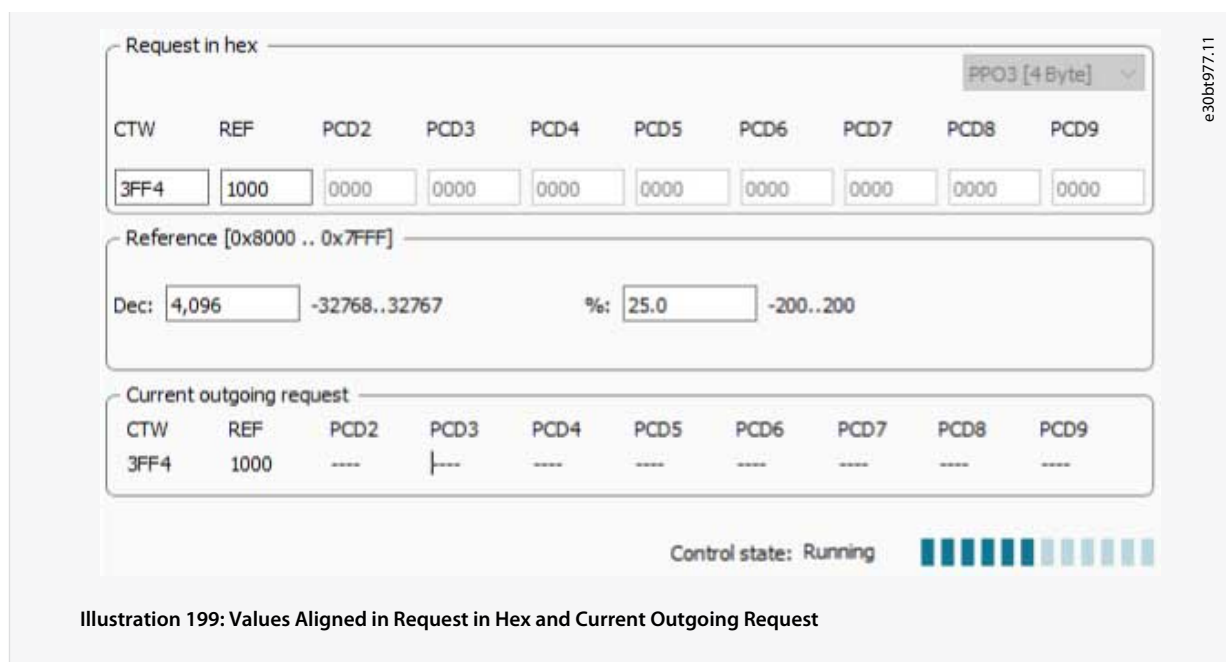 Request in hex
PPO3 [4 Byte]
CTW REF PCD2 PCD3 PCD4 PCD5 PCD6 PCD7 PCD8 PCD9
3FF4 1000 0000 0000 0000 0000 0000 0000 0000 0000
Reference [0x8000 .. 0x7FFF]
Dec: 4,096 -32768..32767 %: 25.0 -200..200
Current outgoing request
CTW REF PCD2 PCD3 PCD4 PCD5 PCD6 PCD7 PCD8 PCD9
3FF4 1000 ---- ---- ---- ---- ---- ---- ---- ----
Control state: Running
e30bt977.11
Illustration 199: Values Aligned in Request in Hex and Current Outgoing Request